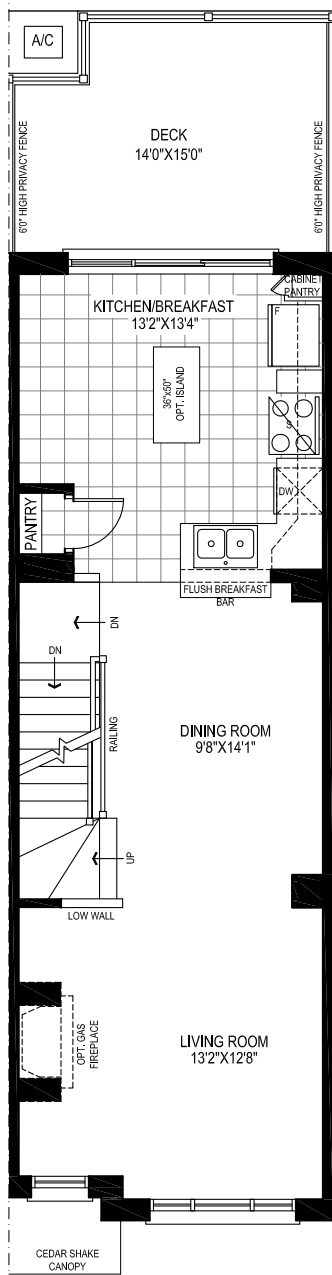 A/C
DECK
14'0"X15'0"
6'0" HIGH PRIVACY FENCE
6'0" HIGH PRIVACY FENCE
CABINET
PANTRY
KITCHEN/BREAKFAST
13'2"X13'4"
F
36"x50"
OPT. ISLAND
S
DW
PANTRY
FLUSH BREAKFAST
BAR
DN
DN
RAILING
DINING ROOM
9'8"X14'1"
UP
LOW WALL
OPT. GAS
FIREPLACE
LIVING ROOM
13'2"X12'8"
CEDAR SHAKE
CANOPY